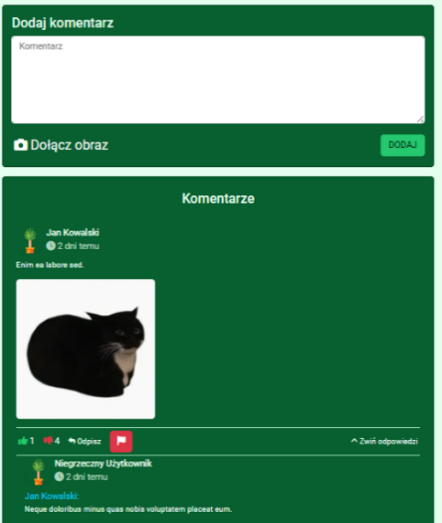 Dodaj komentarz
Komentarz
Dołącz obraz
DODAJ
Komentarze
Jan Kowalski
2 dni temu
Enim ea labore sed.
1 4 Odpisz
Zwiń odpowiedzi
Niegrzeczny Użytkownik
2 dni temu
Jan Kowalski:
Neque doloribus minus quas nobis voluptatem placeat eum.